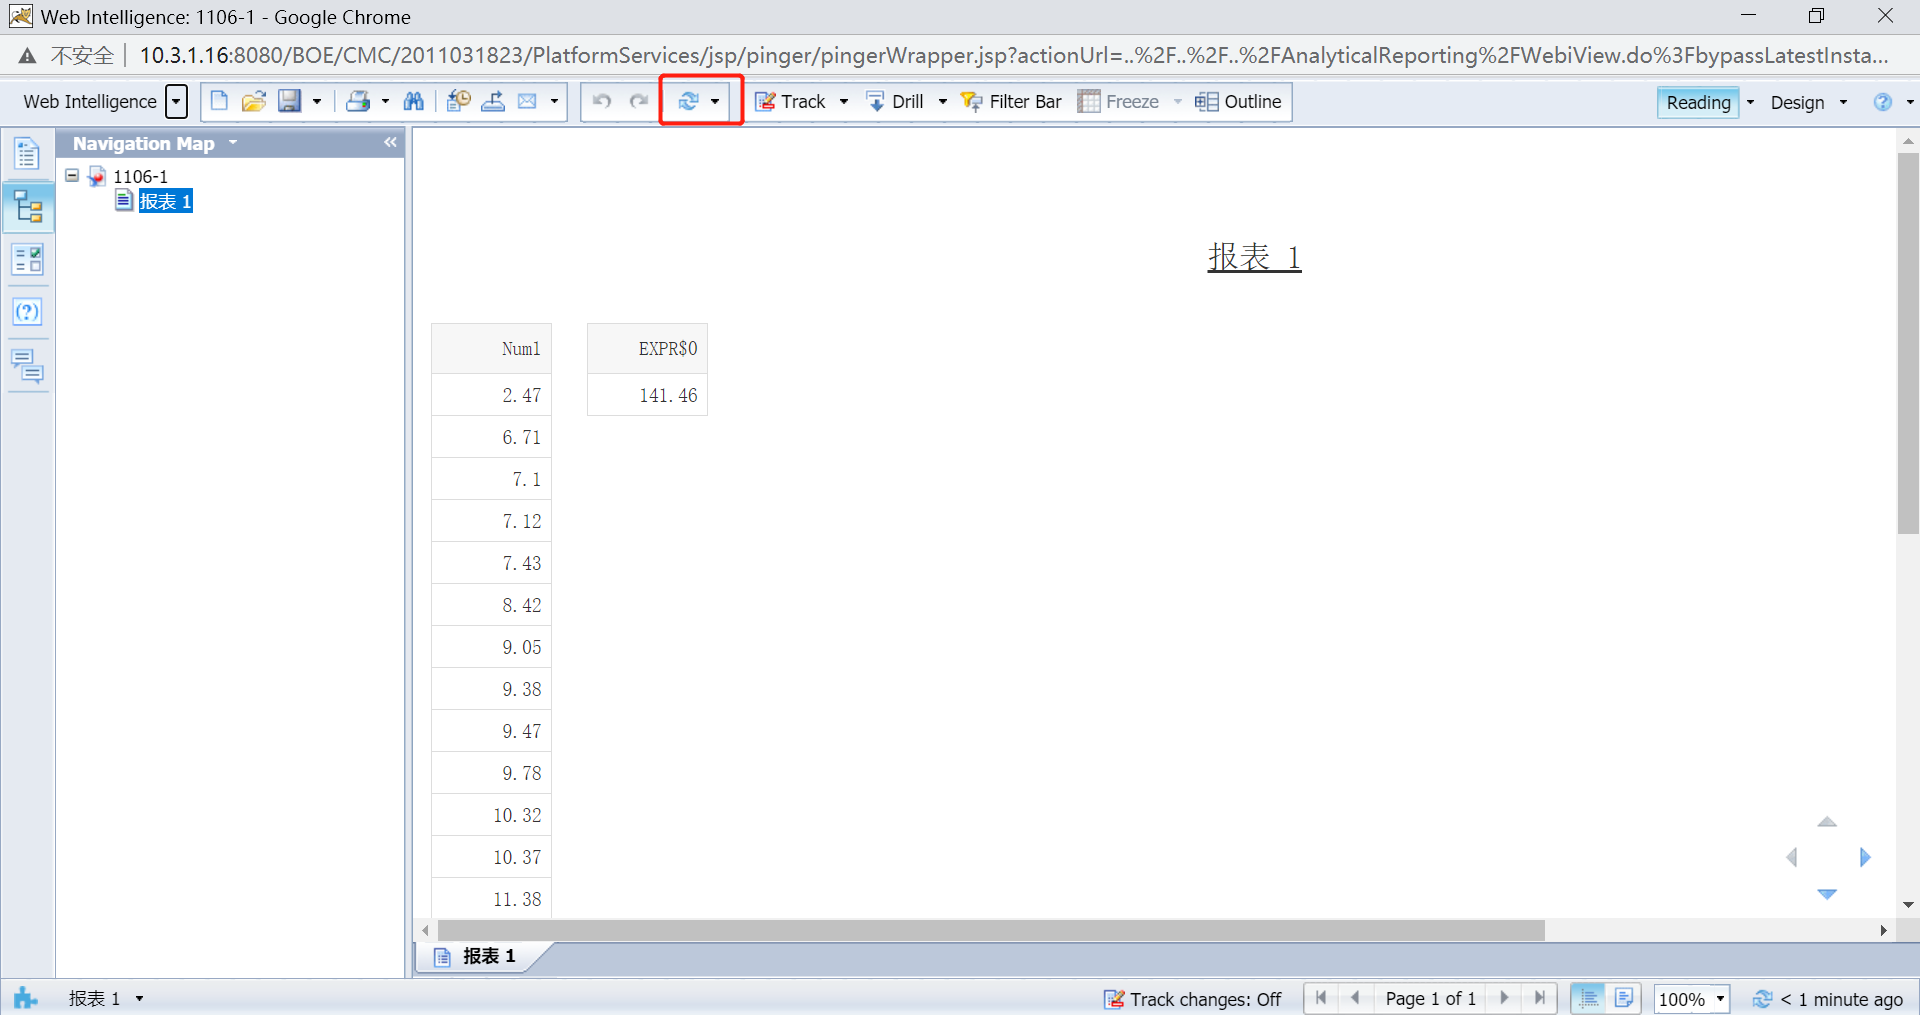 Web Intelligence: 1106-1 - Google Chrome
不安全 10.3.1.16:8080/BOE/CMC/2011031823/PlatformServices/jsp/pinger/pingerWrapper.jsp?actionUrl=..%2F..%2F..%2FAnalyticalReporting%2FWebiView.do%3FbypassLatestInsta...
Web Intelligence Track Drill Filter Bar Freeze Outline Reading Design
Navigation Map
1106-1
报表 1
报表 1
Num1 EXPR$0
2.47 141.46
6.71
7.1
7.12
7.43
8.42
9.05
9.38
9.47
9.78
10.32
10.37
11.38
报表 1
报表 1 Track changes: Off Page 1 of 1 100% < 1 minute ago